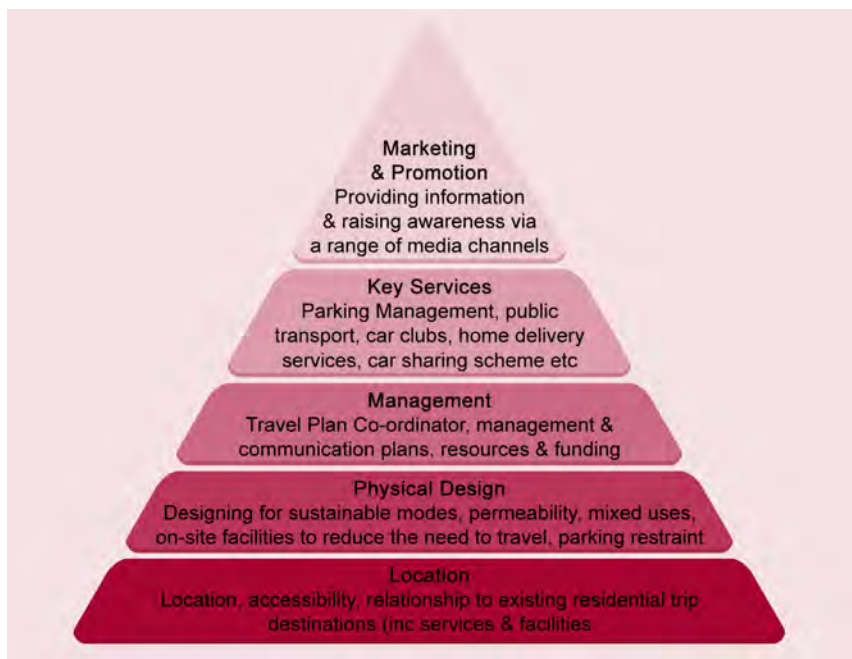 Marketing
& Promotion
Providing information
& raising awareness via
a range of media channels
Key Services
Parking Management, public
transport, car clubs, home delivery
services, car sharing scheme etc
Management
Travel Plan Co-ordinator, management &
communication plans, resources & funding
Physical Design
Designing for sustainable modes, permeability, mixed uses,
on-site facilities to reduce the need to travel, parking restraint
Location
Location, accessibility, relationship to existing residential trip
destinations (inc services & facilities